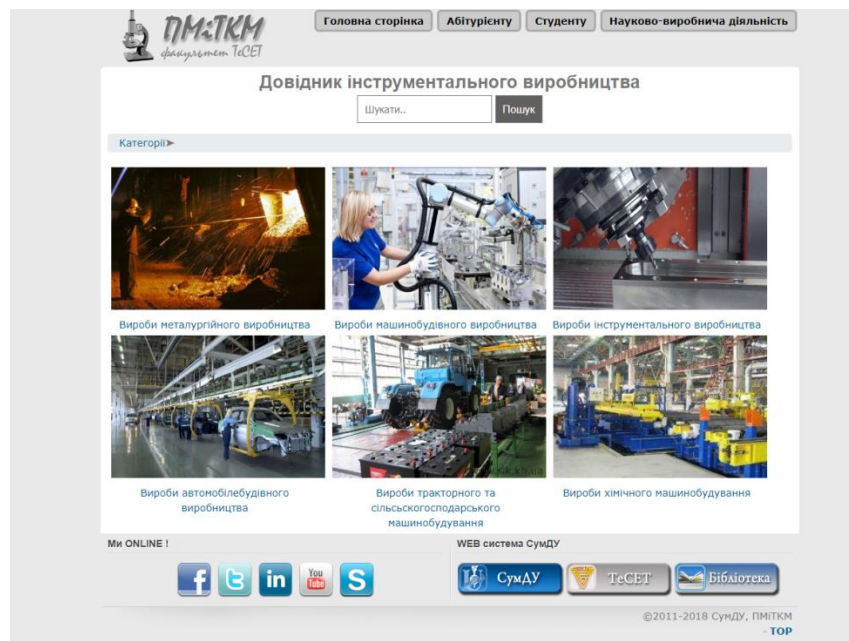 ПМіТКМ
факультет ТеСЕТ
Головна сторінка Абітурієнту Студенту Науково-виробнича діяльність
Довідник інструментального виробництва
Шукати.. Пошук
Категорії➤
Вироби металургійного виробництва Вироби машинобудівного виробництва Вироби інструментального виробництва
Вироби автомобілебудівного Вироби тракторного та Вироби хімічного машинобудування
виробництва сільськогосподарського
машинобудування
Ми ONLINE ! WEB система СумДУ
in You Tube
СумДУ ТеСЕТ Бібліотека
©2011-2018 СумДУ, ПМіТКМ
- TOP